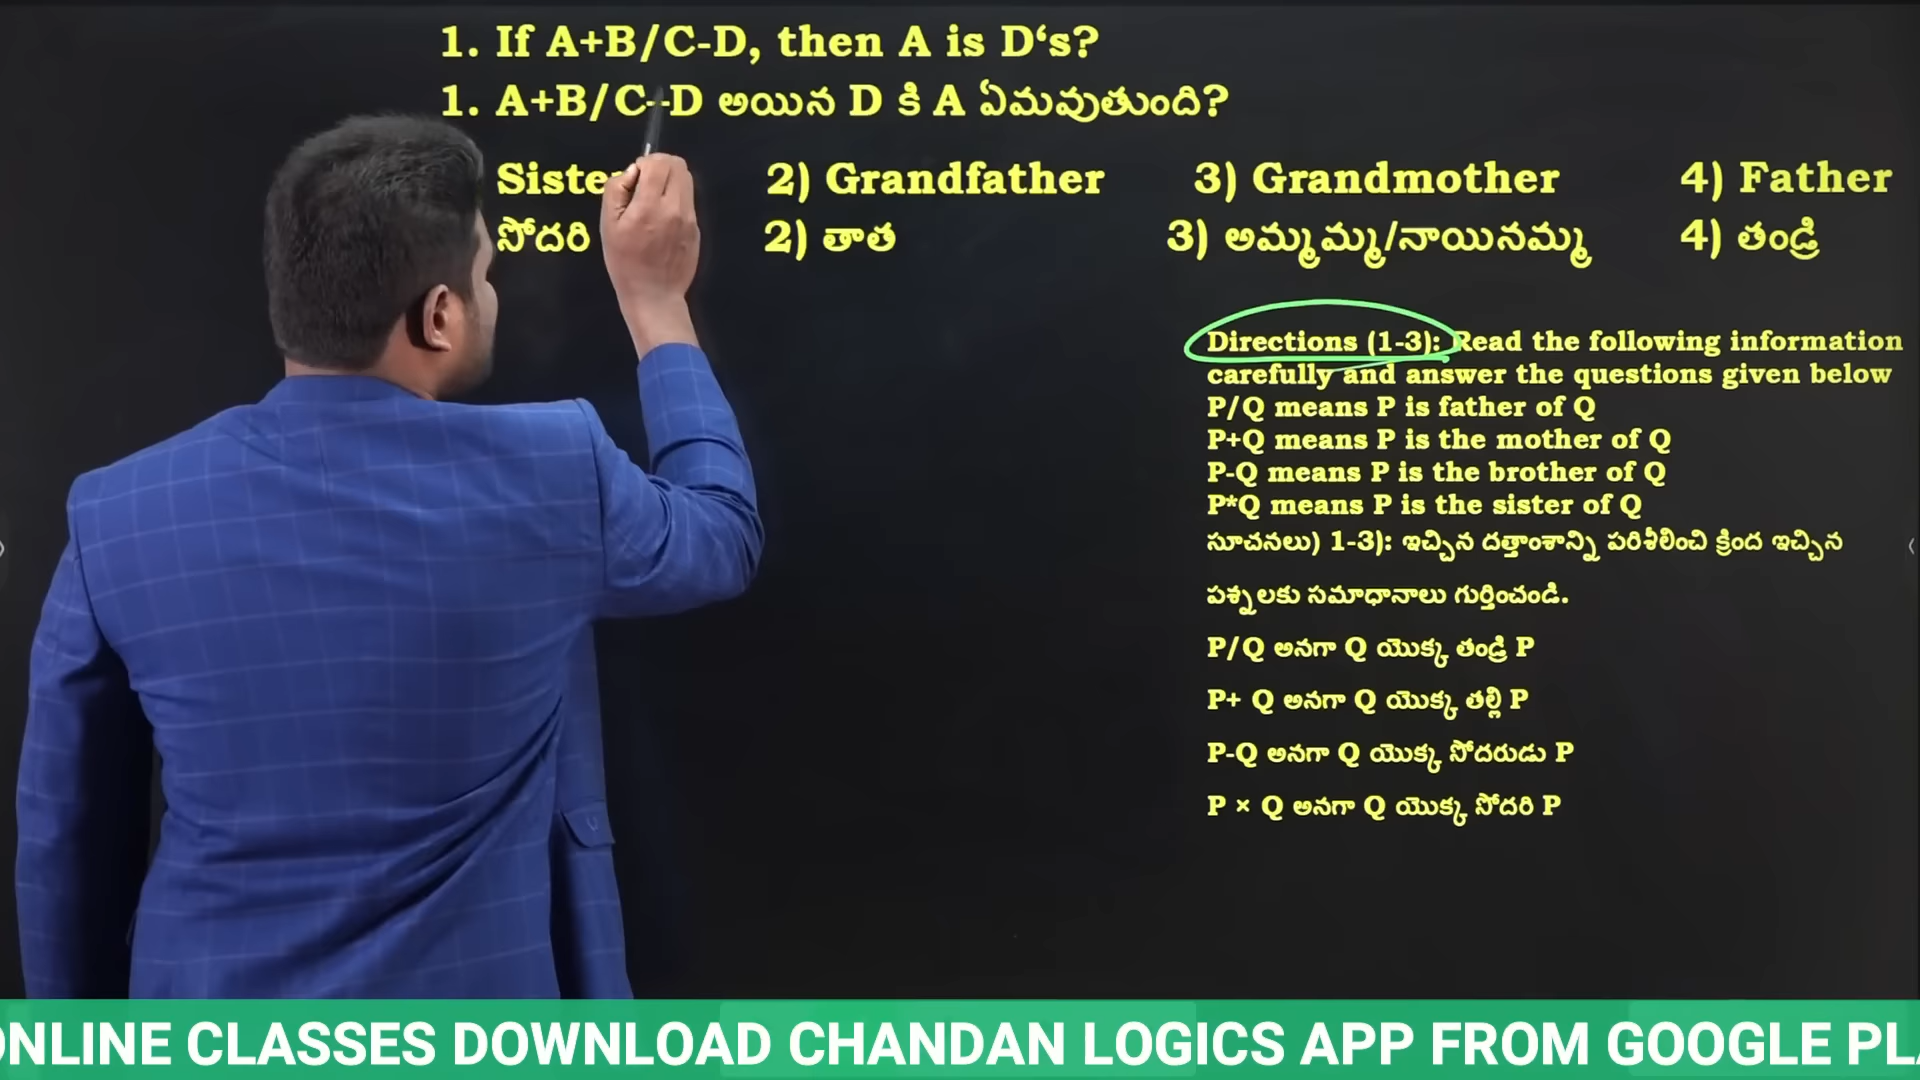 1. If A+B/C-D, then A is D‘s?
1. A+B/C-D అయిన D కి A ఏమవుతుంది?
Sister 2) Grandfather 3) Grandmother 4) Father
సోదరి 2) తాత 3) అమ్మమ్మ/నాయినమ్మ 4) తండ్రి
Directions (1-3): Read the following information
carefully and answer the questions given below
P/Q means P is father of Q
P+Q means P is the mother of Q
P-Q means P is the brother of Q
P*Q means P is the sister of Q
సూచనలు) 1-3): ఇచ్చిన దత్తాంశాన్ని పరిశీలించి క్రింద ఇచ్చిన
పశ్నలకు సమాధానాలు గుర్తించండి.
P/Q అనగా Q యొక్క తండ్రి P
P+ Q అనగా Q యొక్క తల్లి P
P-Q అనగా Q యొక్క సోదరుడు P
P × Q అనగా Q యొక్క సోదరి P
ONLINE CLASSES DOWNLOAD CHANDAN LOGICS APP FROM GOOGLE PL